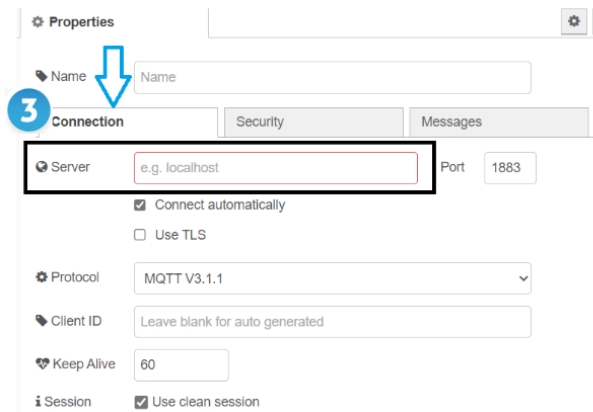 Properties
Name Name
3
Connection Security Messages
Server e.g. localhost Port 1883
Connect automatically
Use TLS
Protocol MQTT V3.1.1
Client ID Leave blank for auto generated
Keep Alive 60
Session Use clean session